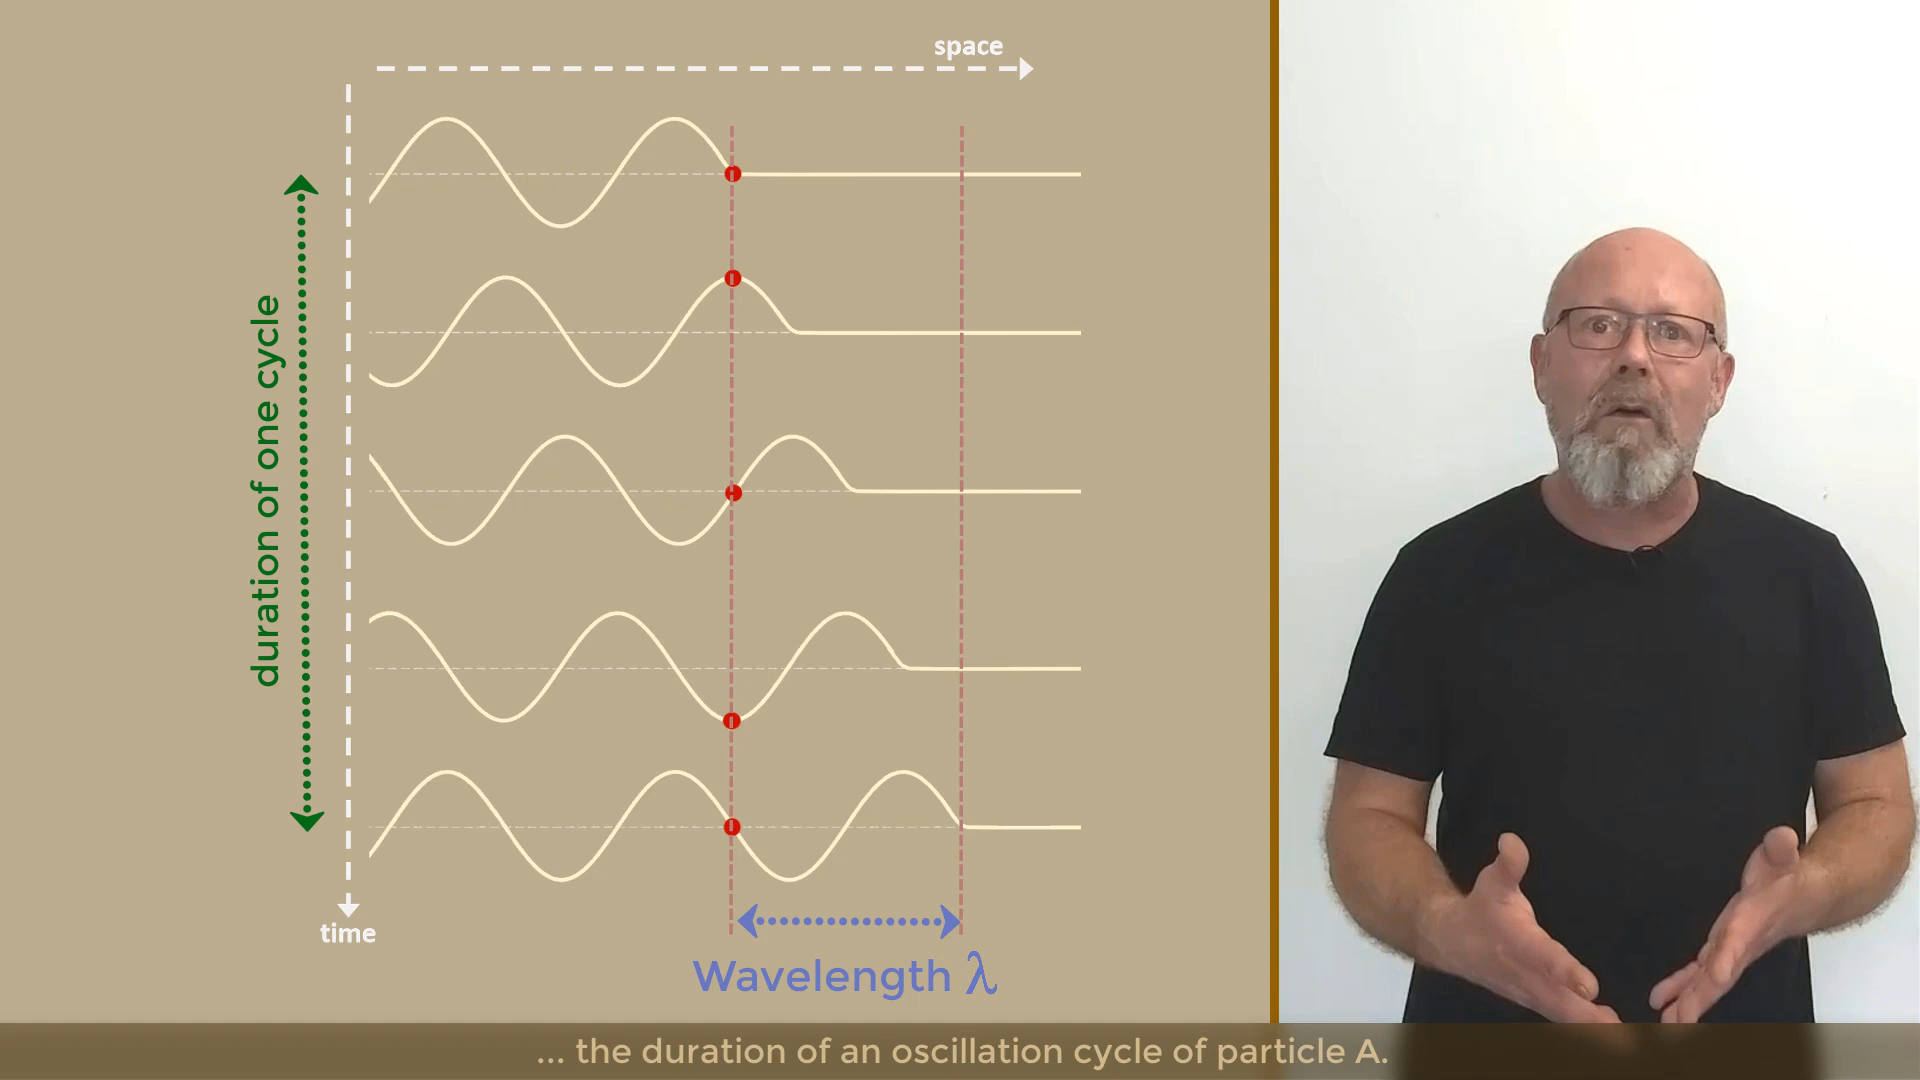 space
duration of one cycle
time
Wavelength λ
... the duration of an oscillation cycle of particle A.